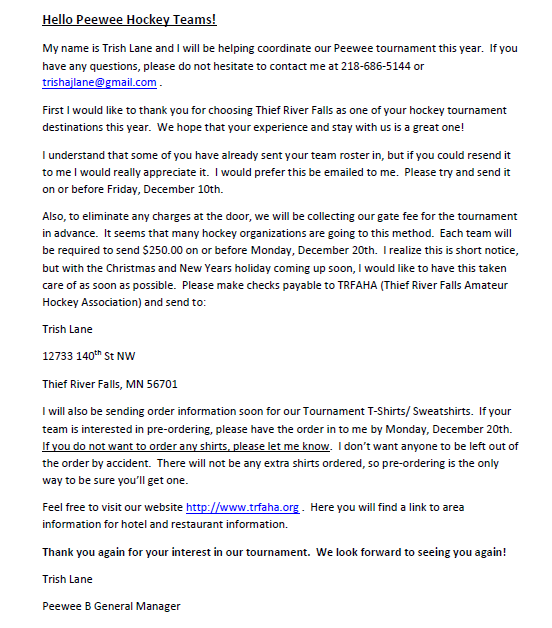 Hello Peewee Hockey Teams!
My name is Trish Lane and I will be helping coordinate our Peewee tournament this year.  If you
have any questions, please do not hesitate to contact me at 218-686-5144 or
trishajlane@gmail.com .
First I would like to thank you for choosing Thief River Falls as one of your hockey tournament
destinations this year.  We hope that your experience and stay with us is a great one!
I understand that some of you have already sent your team roster in, but if you could resend it
to me I would really appreciate it.  I would prefer this be emailed to me.  Please try and send it
on or before Friday, December 10th.
Also, to eliminate any charges at the door, we will be collecting our gate fee for the tournament
in advance.  It seems that many hockey organizations are going to this method.  Each team will
be required to send $250.00 on or before Monday, December 20th.  I realize this is short notice,
but with the Christmas and New Years holiday coming up soon, I would like to have this taken
care of as soon as possible.  Please make checks payable to TRFAHA (Thief River Falls Amateur
Hockey Association) and send to:
Trish Lane
12733 140th St NW
Thief River Falls, MN 56701
I will also be sending order information soon for our Tournament T-Shirts/ Sweatshirts.  If your
team is interested in pre-ordering, please have the order in to me by Monday, December 20th.
If you do not want to order any shirts, please let me know.  I don't want anyone to be left out of
the order by accident.  There will not be any extra shirts ordered, so pre-ordering is the only
way to be sure you'll get one.
Feel free to visit our website http://www.trfaha.org .  Here you will find a link to area
information for hotel and restaurant information.
Thank you again for your interest in our tournament.  We look forward to seeing you again!
Trish Lane
Peewee B General Manager